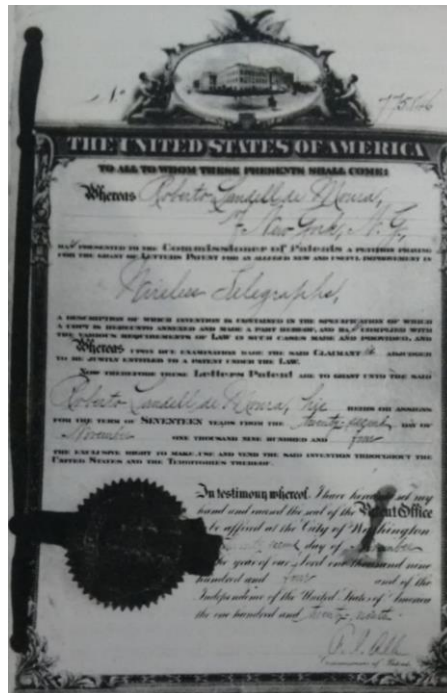 No. 775,846
THE UNITED STATES OF AMERICA
TO ALL TO WHOM THESE PRESENTS SHALL COME:
Whereas Roberto Landell de Moura,
of New York, N. Y.,
HAS PRESENTED TO THE Commissioner of Patents A PETITION PRAYING
FOR THE GRANT OF LETTERS PATENT FOR AN ALLEGED NEW AND USEFUL IMPROVEMENT IN
Wireless Telegraphs,
A DESCRIPTION OF WHICH INVENTION IS CONTAINED IN THE SPECIFICATION OF WHICH
A COPY IS HEREUNTO ANNEXED AND MADE A PART HEREOF, AND HAS COMPLIED WITH
THE VARIOUS REQUIREMENTS OF LAW IN SUCH CASES MADE AND PROVIDED, AND
Whereas UPON DUE EXAMINATION MADE THE SAID CLAIMANT is ADJUDGED
TO BE JUSTLY ENTITLED TO A PATENT UNDER THE LAW.
NOW THEREFORE THESE Letters Patent ARE TO GRANT UNTO THE SAID
Roberto Landell de Moura, his HEIRS OR ASSIGNS
FOR THE TERM OF SEVENTEEN YEARS FROM THE twenty-second DAY OF
November ONE THOUSAND NINE HUNDRED AND four
THE EXCLUSIVE RIGHT TO MAKE, USE AND VEND THE SAID INVENTION THROUGHOUT THE
UNITED STATES AND THE TERRITORIES THEREOF.
In testimony whereof I have hereunto set my
hand and caused the seal of the Patent Office
to be affixed at the City of Washington
twenty-second day of November
the year of our Lord one thousand nine
hundred and four and of the
Independence of the United States of America
the one hundred and twenty-ninth.
Commissioner of Patents